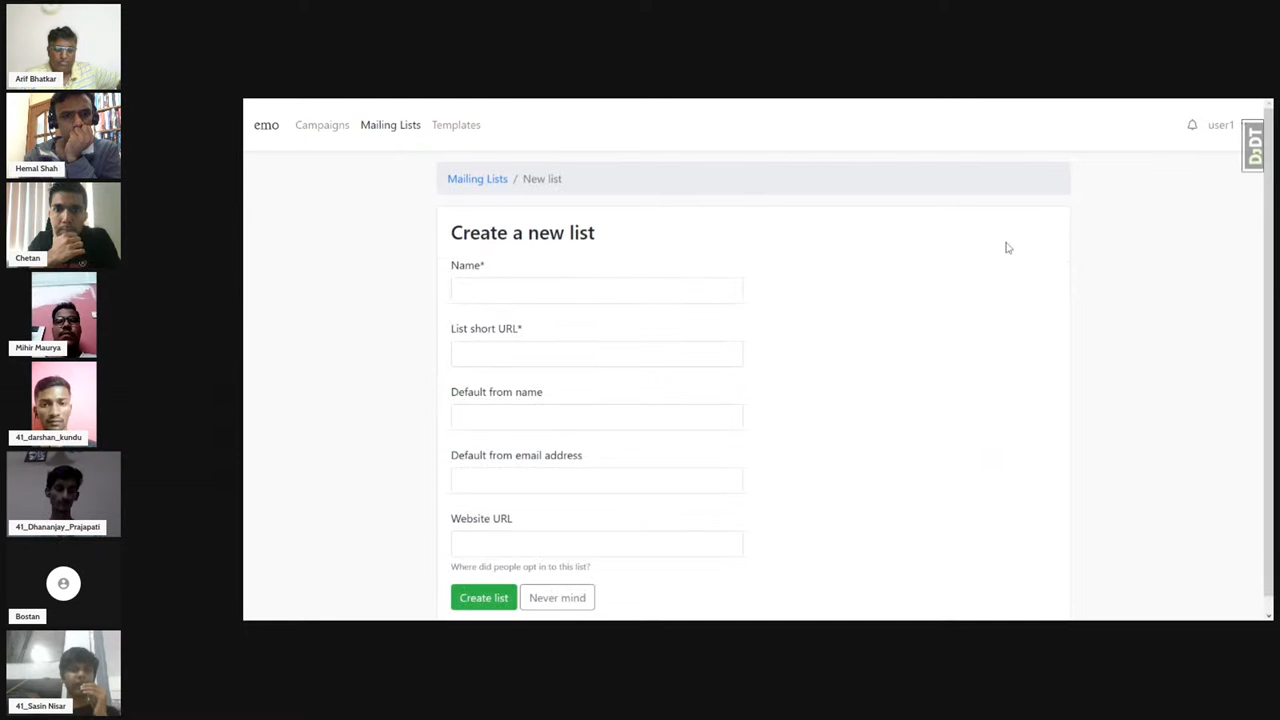 Arif Bhatkar
Hemal Shah
Chetan
Mihir Maurya
41_darshan_kundu
41_Dhananjay_Prajapati
Bostan
41_Sasin Nisar
emo Campaigns Mailing Lists Templates user1
DjDT
Mailing Lists / New list
Create a new list
Name*
List short URL*
Default from name
Default from email address
Website URL
Where did people opt in to this list?
Create list Never mind